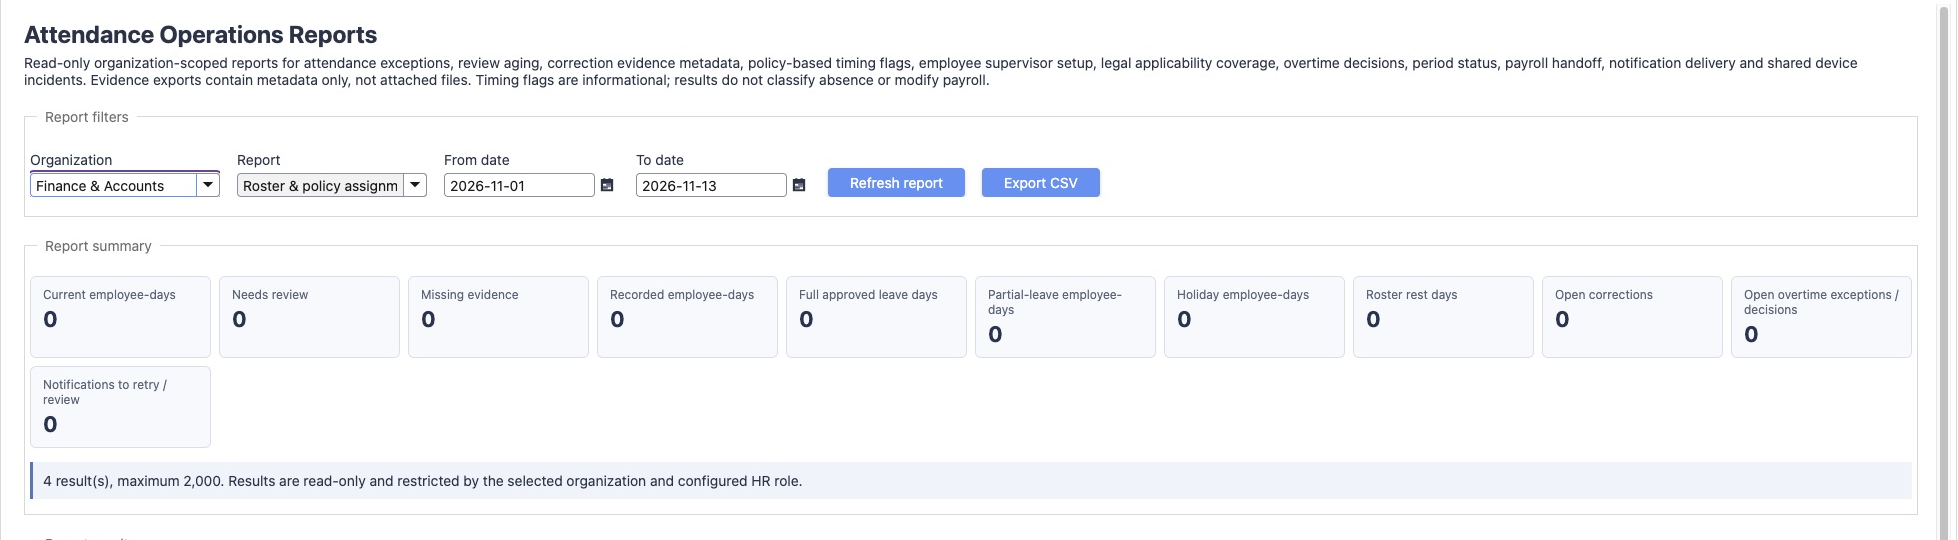 Attendance Operations Reports
Read-only organization-scoped reports for attendance exceptions, review aging, correction evidence metadata, policy-based timing flags, employee supervisor setup, legal applicability coverage, overtime decisions, period status, payroll handoff, notification delivery and shared device
incidents. Evidence exports contain metadata only, not attached files. Timing flags are informational; results do not classify absence or modify payroll.
Report filters
Organization
Report
From date
To date
Finance & Accounts
Roster & policy assignm
2026-11-01
2026-11-13
Refresh report
Export CSV
Report summary
Current employee-days
0
Needs review
0
Missing evidence
0
Recorded employee-days
0
Full approved leave days
0
Partial-leave employee-
days
0
Holiday employee-days
0
Roster rest days
0
Open corrections
0
Open overtime exceptions /
decisions
0
Notifications to retry /
review
0
4 result(s), maximum 2,000. Results are read-only and restricted by the selected organization and configured HR role.